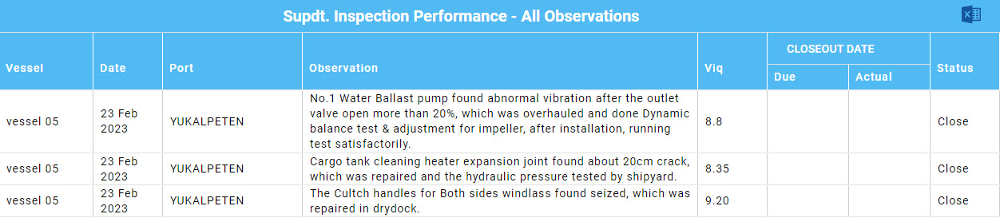 Supdt. Inspection Performance - All Observations
Vessel Date Port Observation Viq CLOSEOUT DATE Status
Due Actual
vessel 05 23 Feb 2023 YUKALPETEN No.1 Water Ballast pump found abnormal vibration after the outlet
valve open more than 20%, which was overhauled and done Dynamic
balance test & adjustment for impeller, after installation, running
test satisfactorily. 8.8 Close
vessel 05 23 Feb 2023 YUKALPETEN Cargo tank cleaning heater expansion joint found about 20cm crack,
which was repaired and the hydraulic pressure tested by shipyard. 8.35 Close
vessel 05 23 Feb 2023 YUKALPETEN The Cultch handles for Both sides windlass found seized, which was
repaired in drydock. 9.20 Close